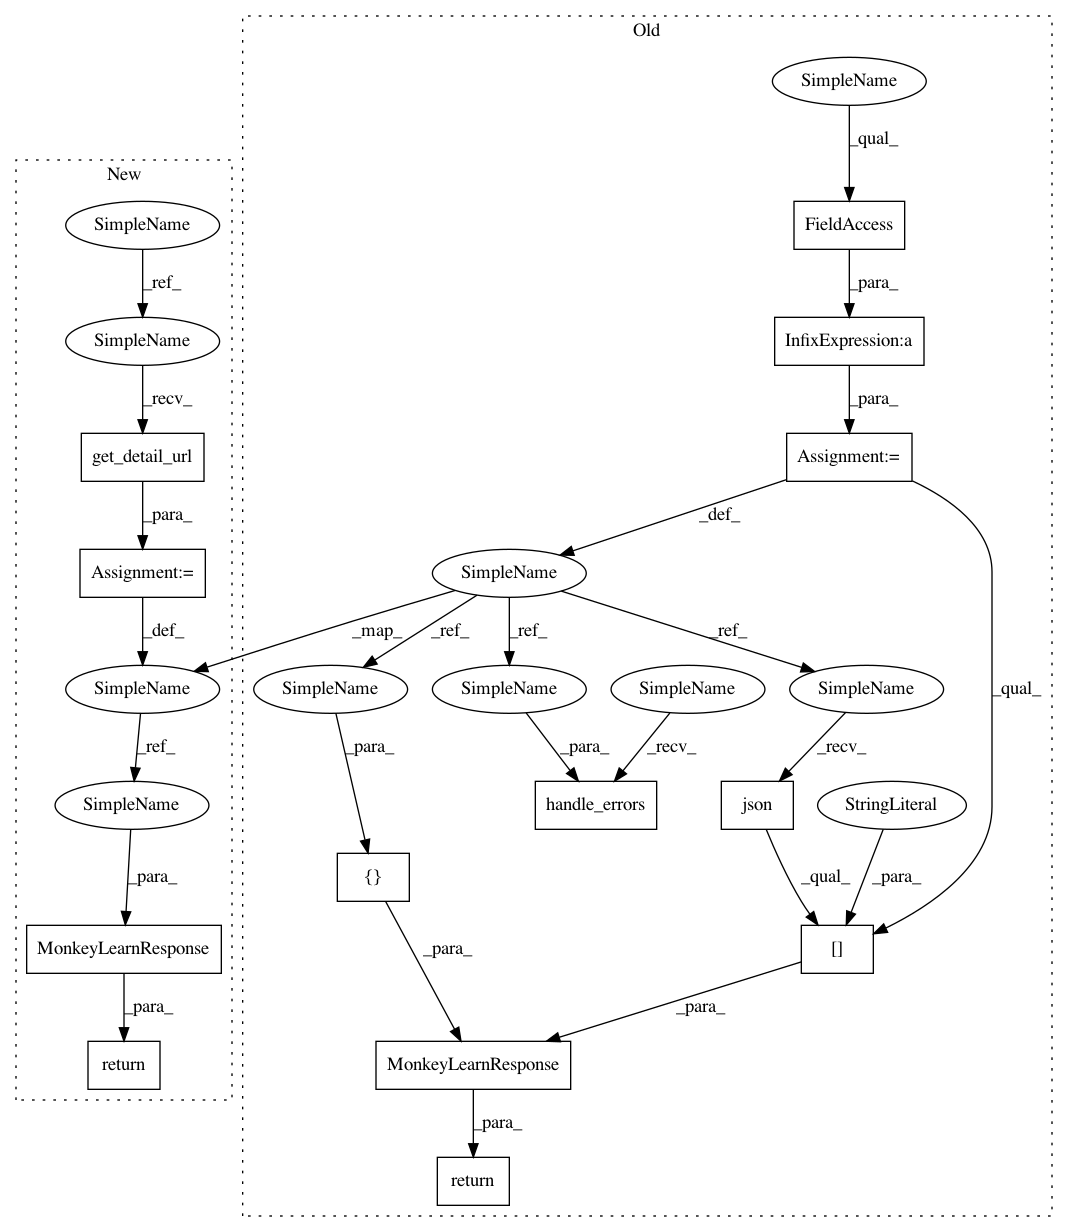 Old
SimpleName
_qual_
New
SimpleName
FieldAccess
_ref_
_para_
SimpleName
InfixExpression:a
_recv_
_para_
get_detail_url
Assignment:=
_para_
_def_
Assignment:=
SimpleName
_def_
_map_
_ref_
_ref_
_ref_
_qual_
SimpleName
SimpleName
SimpleName
SimpleName
SimpleName
_ref_
_para_
_para_
_recv_
_recv_
SimpleName
handle_errors
json
StringLiteral
_para_
{}
_qual_
_para_
MonkeyLearnResponse
_para_
[]
_para_
_para_
return
MonkeyLearnResponse
_para_
return